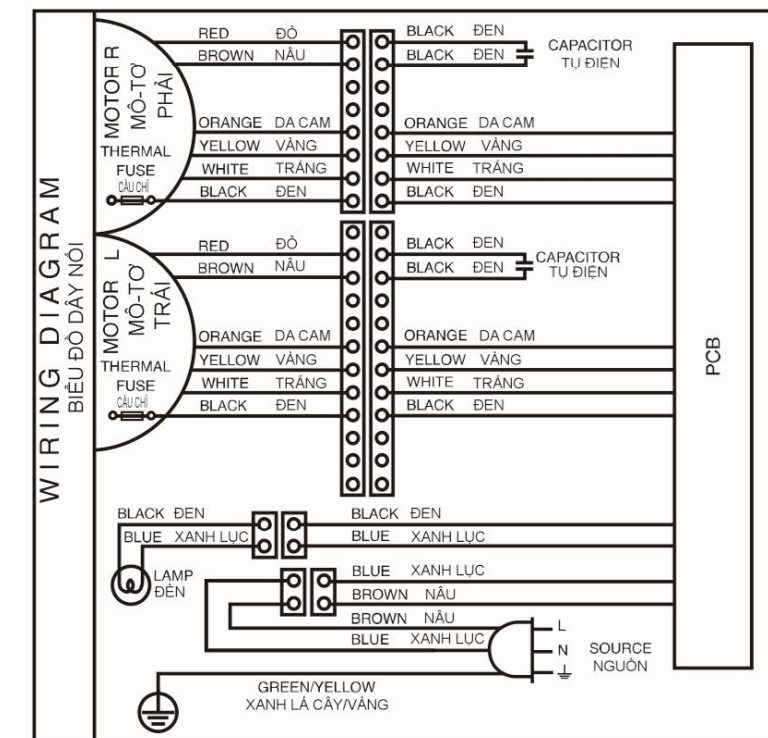 WIRING DIAGRAM
BIỂU ĐỒ DÂY NỐI
MOTOR R
MÔ-TƠ
PHẢI
THERMAL
FUSE
CẦU CHÌ
RED ĐỎ
BROWN NÂU
ORANGE DA CAM
YELLOW VÀNG
WHITE TRẮNG
BLACK ĐEN
BLACK ĐEN
BLACK ĐEN
CAPACITOR
TỤ ĐIỆN
ORANGE DA CAM
YELLOW VÀNG
WHITE TRẮNG
BLACK ĐEN
MOTOR L
MÔ-TƠ
TRÁI
THERMAL
FUSE
CẦU CHÌ
RED ĐỎ
BROWN NÂU
ORANGE DA CAM
YELLOW VÀNG
WHITE TRẮNG
BLACK ĐEN
BLACK ĐEN
BLACK ĐEN
CAPACITOR
TỤ ĐIỆN
ORANGE DA CAM
YELLOW VÀNG
WHITE TRẮNG
BLACK ĐEN
PCB
BLACK ĐEN
BLUE XANH LỤC
LAMP
ĐÈN
BLACK ĐEN
BLUE XANH LỤC
BLUE XANH LỤC
BROWN NÂU
BROWN NÂU
BLUE XANH LỤC
L
N
SOURCE
NGUỒN
GREEN/YELLOW
XANH LÁ CÂY/VÀNG